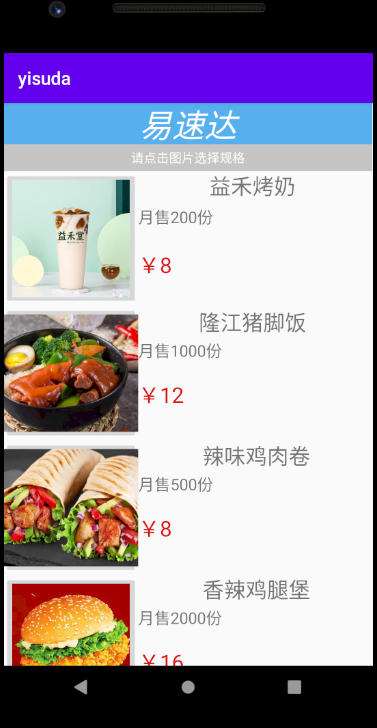 yisuda
易速达
请点击图片选择规格
益禾烤奶
月售200份
益禾堂
￥8
隆江猪脚饭
月售1000份
￥12
辣味鸡肉卷
月售500份
￥8
香辣鸡腿堡
月售2000份
￥16